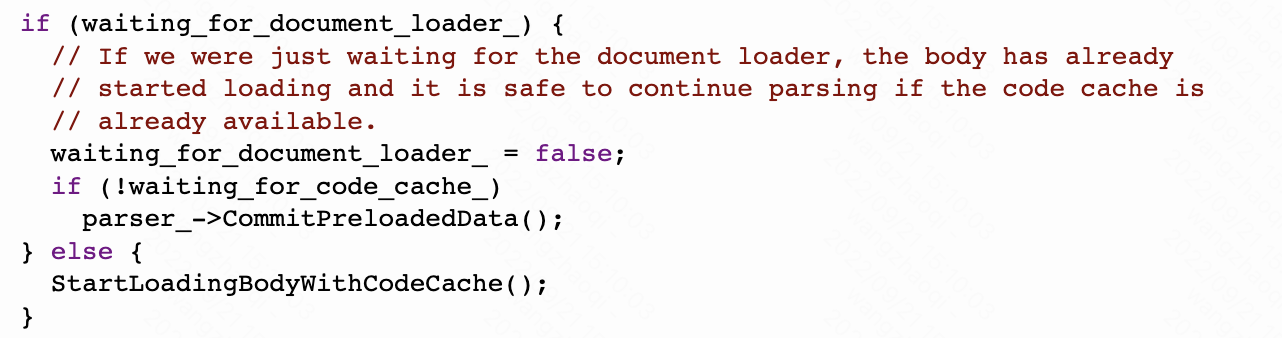 if (waiting_for_document_loader_) {
  // If we were just waiting for the document loader, the body has already
  // started loading and it is safe to continue parsing if the code cache is
  // already available.
  waiting_for_document_loader_ = false;
  if (!waiting_for_code_cache_)
    parser_->CommitPreloadedData();
} else {
  StartLoadingBodyWithCodeCache();
}